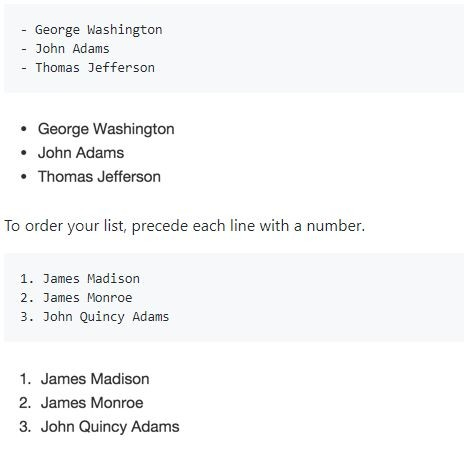 - George Washington
- John Adams
- Thomas Jefferson
• George Washington
• John Adams
• Thomas Jefferson
To order your list, precede each line with a number.
1. James Madison
2. James Monroe
3. John Quincy Adams
1. James Madison
2. James Monroe
3. John Quincy Adams